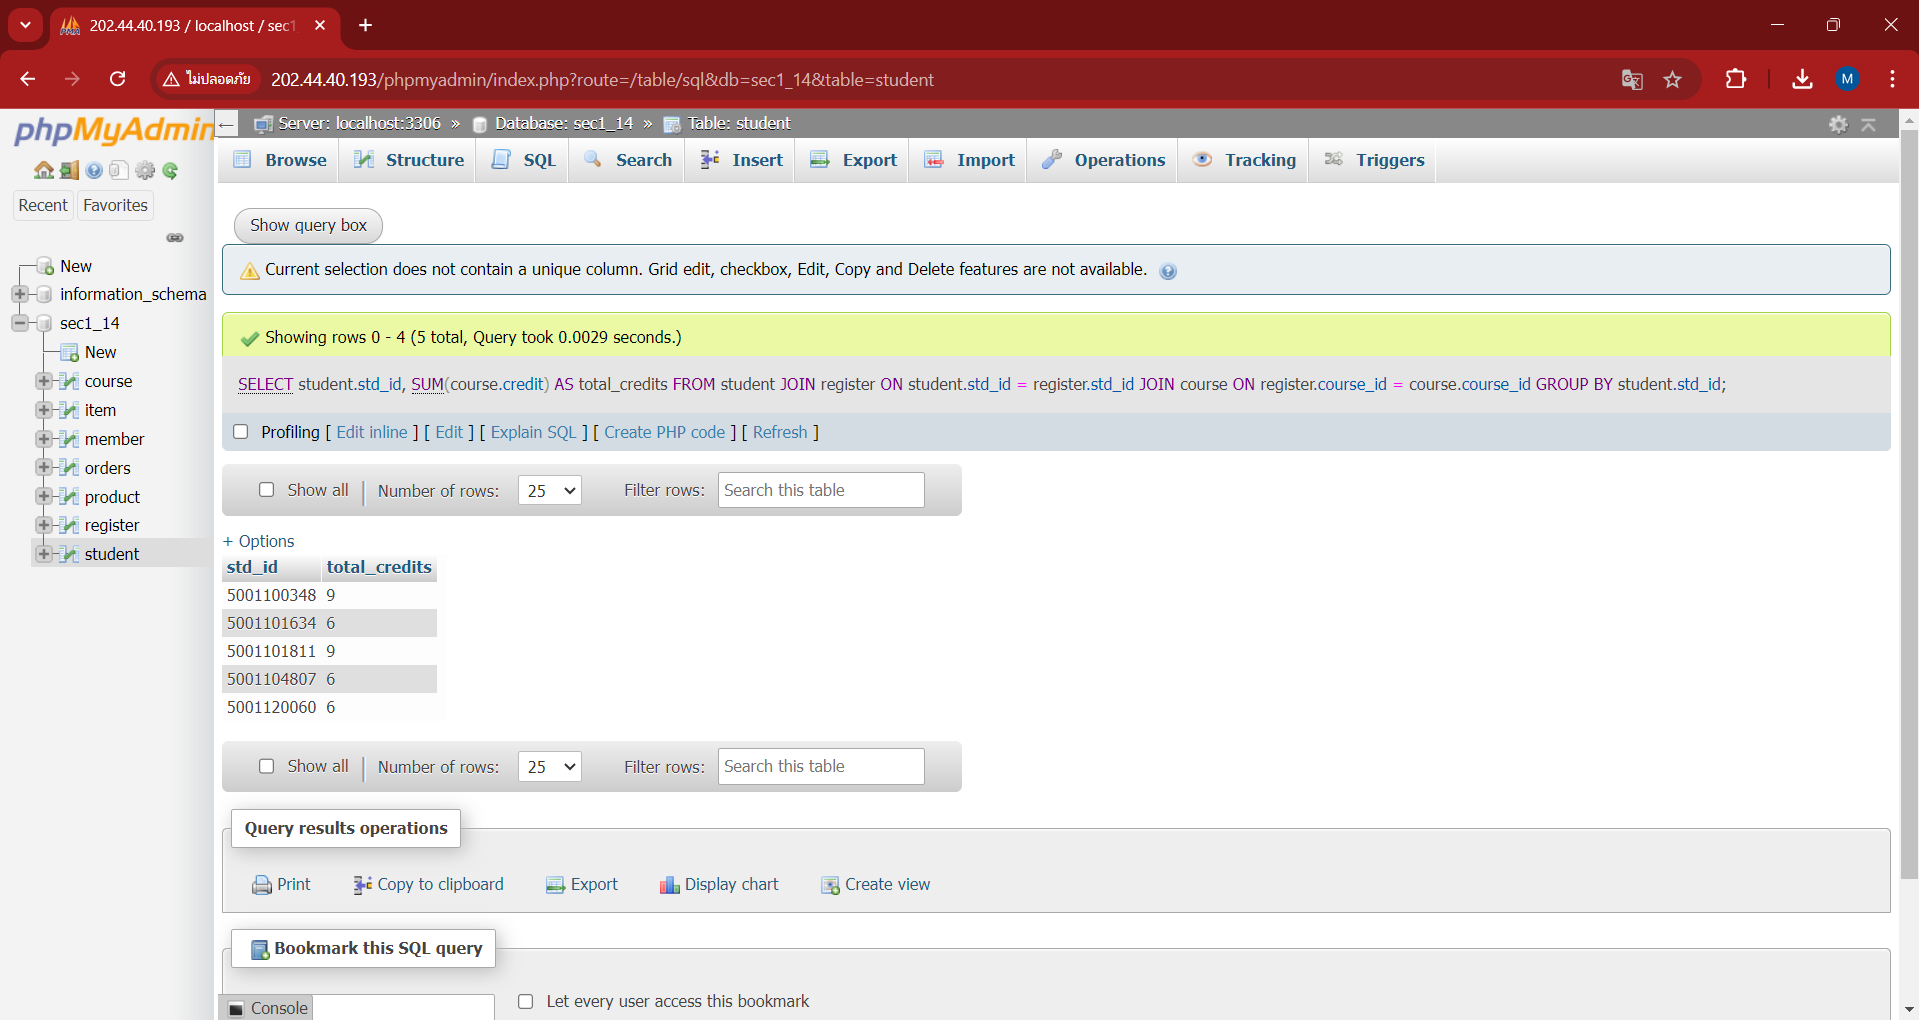 202.44.40.193 / localhost / sec1
ไม่ปลอดภัย 202.44.40.193/phpmyadmin/index.php?route=/table/sql&db=sec1_14&table=student M
phpMyAdmin
Recent Favorites
New
information_schema
sec1_14
New
course
item
member
orders
product
register
student
Server: localhost:3306 » Database: sec1_14 » Table: student
Browse Structure SQL Search Insert Export Import Operations Tracking Triggers
Show query box
Current selection does not contain a unique column. Grid edit, checkbox, Edit, Copy and Delete features are not available.
Showing rows 0 - 4 (5 total, Query took 0.0029 seconds.)
SELECT student.std_id, SUM(course.credit) AS total_credits FROM student JOIN register ON student.std_id = register.std_id JOIN course ON register.course_id = course.course_id GROUP BY student.std_id;
Profiling [ Edit inline ] [ Edit ] [ Explain SQL ] [ Create PHP code ] [ Refresh ]
Show all | Number of rows: 25 Filter rows: Search this table
+ Options
std_id total_credits
5001100348 9
5001101634 6
5001101811 9
5001104807 6
5001120060 6
Show all | Number of rows: 25 Filter rows: Search this table
Query results operations
Print Copy to clipboard Export Display chart Create view
Bookmark this SQL query
Console Let every user access this bookmark